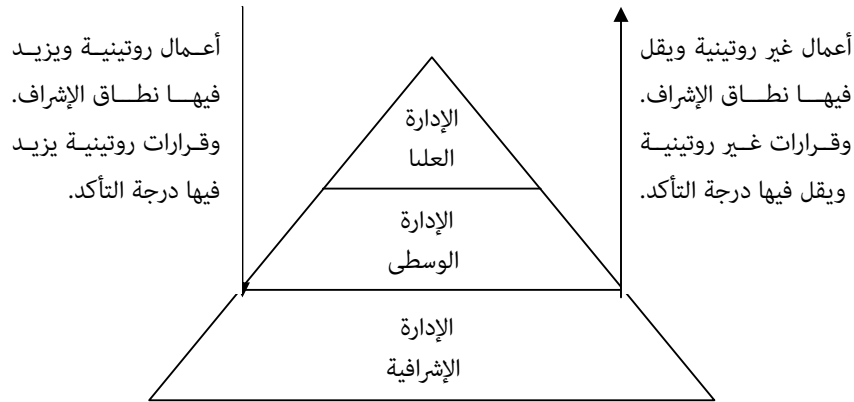 أعمال غير روتينية ويقل
فيها نطاق الإشراف.
وقرارات غير روتينية
ويقل فيها درجة التأكد.
أعمال روتينية ويزيد
فيها نطاق الإشراف.
وقرارات روتينية يزيد
فيها درجة التأكد.
الإدارة
العليا
الإدارة
الوسطى
الإدارة
الإشرافية